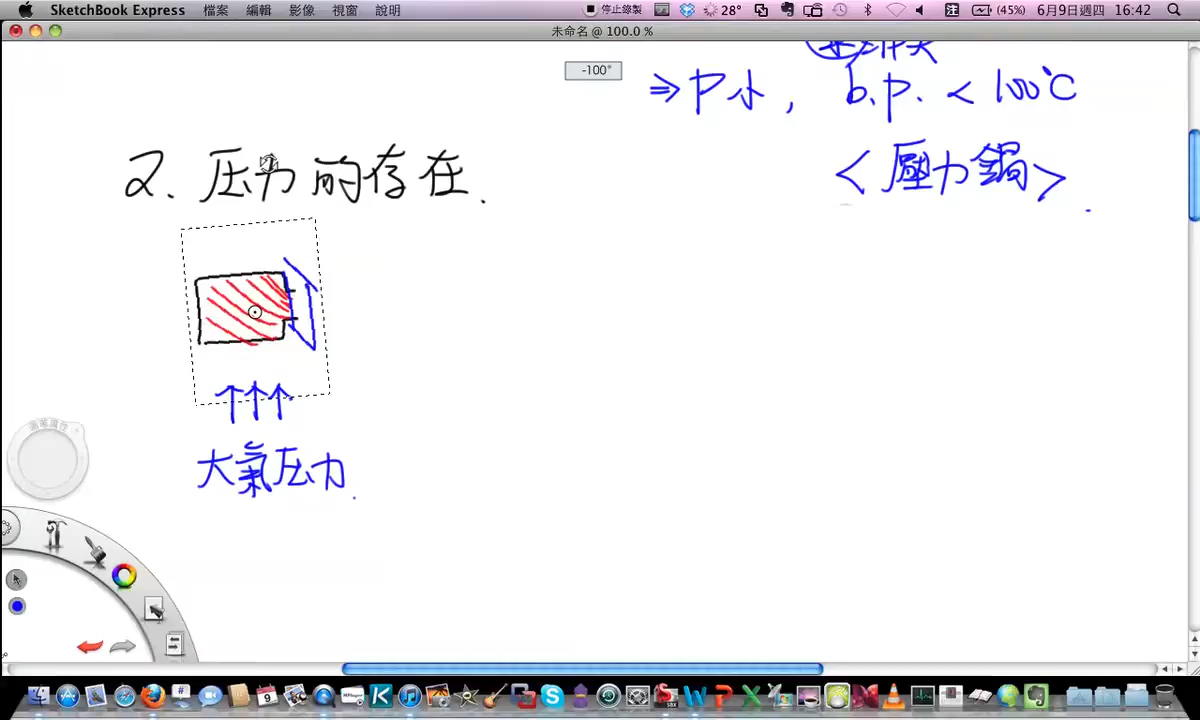 SketchBook Express 檔案 編輯 影像 視窗 說明 停止錄製 28° (45%) 6月9日週四 16:42
未命名 @ 100.0 %
-100°
⇒ P小, b.p. < 100℃
<壓力鍋>
2. 压力的存在.
↑↑↑
大氣压力.